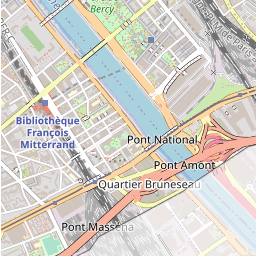 Bercy
Bibliothèque
François
Mitterrand
Pont National
Pont Amont
Quartier Bruneseau
Pont Masséna